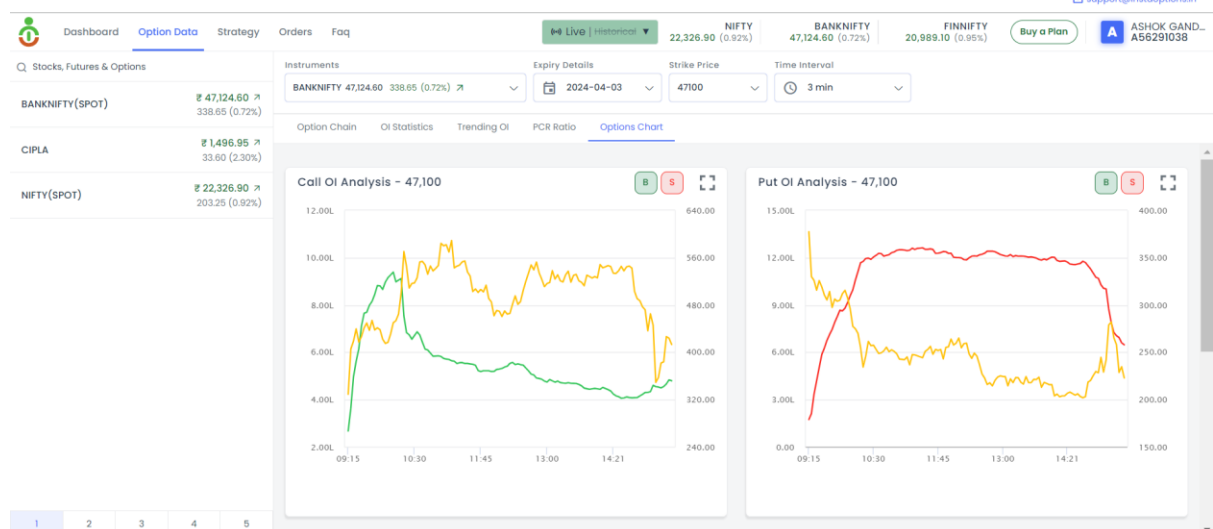 support@instaoptions.in
Dashboard Option Data Strategy Orders Faq
Live | Historical ▼
NIFTY
22,326.90 (0.92%)
BANKNIFTY
47,124.60 (0.72%)
FINNIFTY
20,989.10 (0.95%)
Buy a Plan
A
ASHOK GAND...
A56291038
Stocks, Futures & Options
BANKNIFTY(SPOT)
₹ 47,124.60
338.65 (0.72%)
CIPLA
₹ 1,496.95
33.60 (2.30%)
NIFTY(SPOT)
₹ 22,326.90
203.25 (0.92%)
1 2 3 4 5
Instruments
BANKNIFTY 47,124.60 338.65 (0.72%)
Expiry Details
2024-04-03
Strike Price
47100
Time Interval
3 min
Option Chain OI Statistics Trending OI PCR Ratio Options Chart
Call OI Analysis - 47,100
B S
12.00L 640.00
10.00L 560.00
8.00L 480.00
6.00L 400.00
4.00L 320.00
2.00L 240.00
09:15 10:30 11:45 13:00 14:21
Put OI Analysis - 47,100
B S
15.00L 400.00
12.00L 350.00
9.00L 300.00
6.00L 250.00
3.00L 200.00
0.00 150.00
09:15 10:30 11:45 13:00 14:21